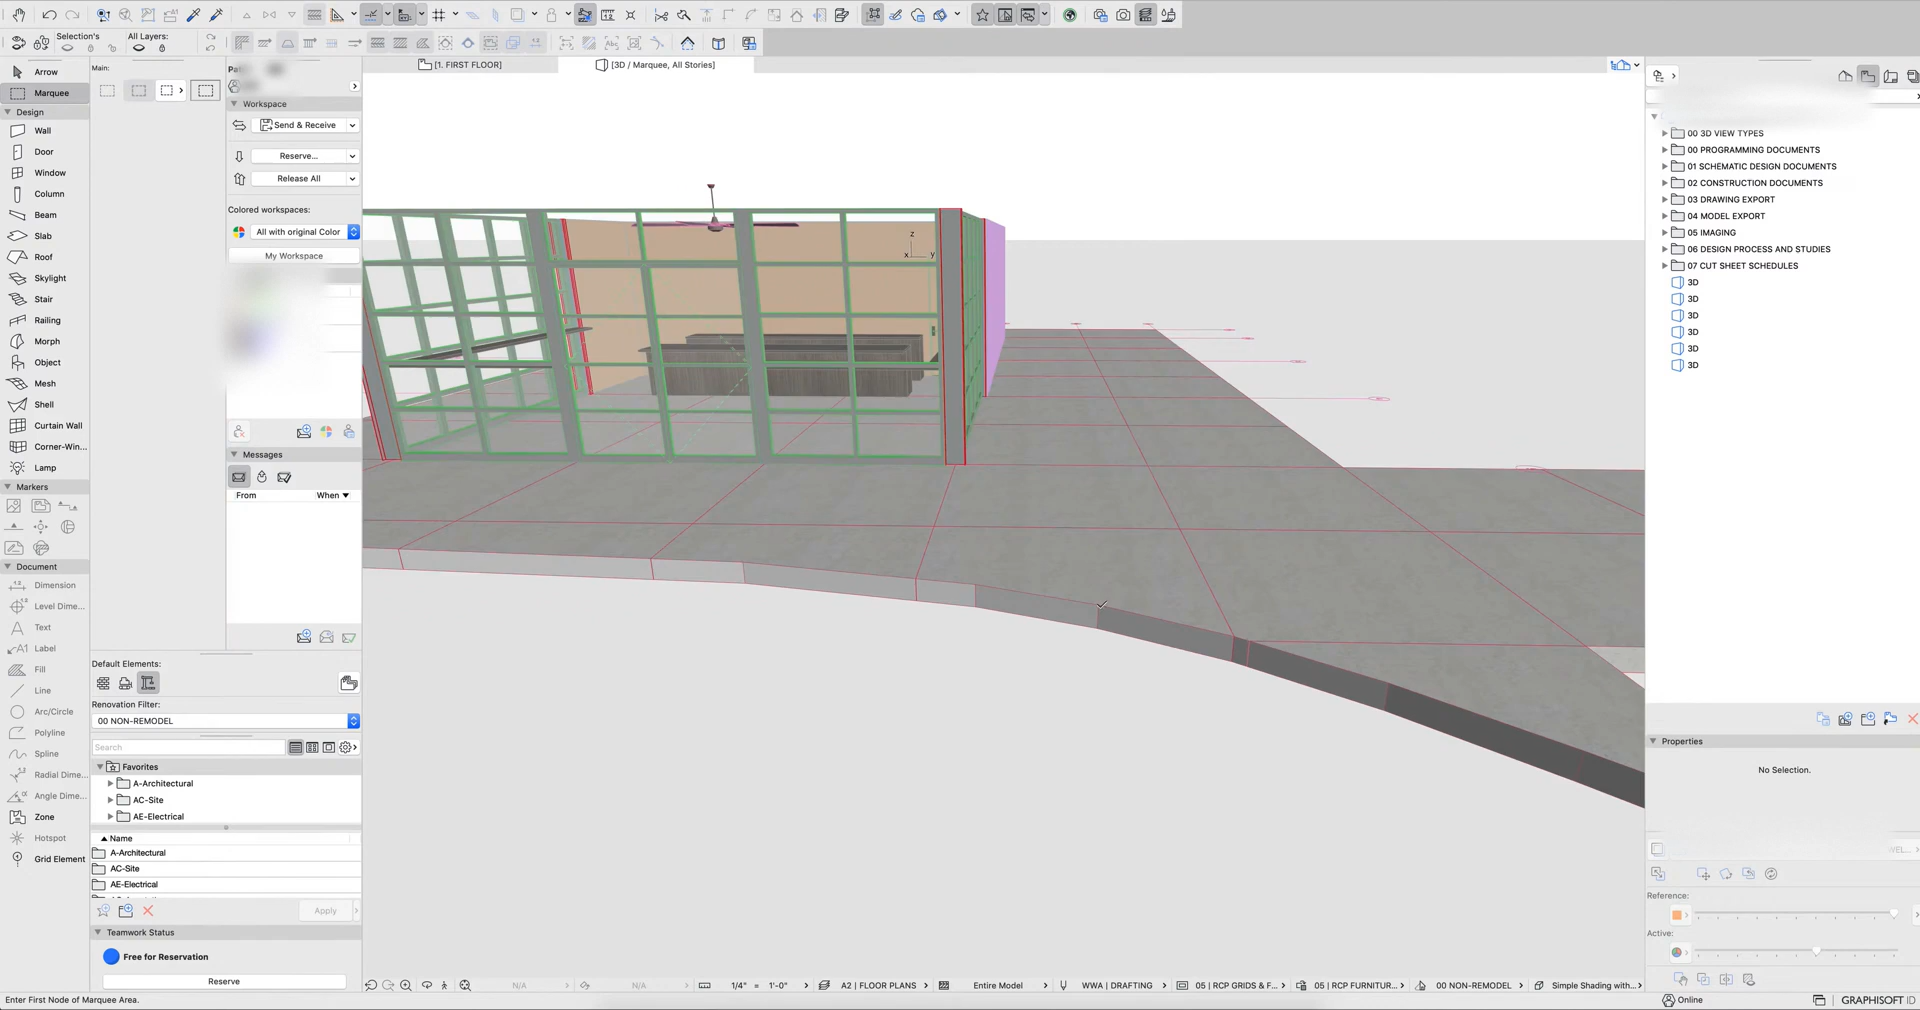 Selection's
All Layers:
[1. FIRST FLOOR]
[3D / Marquee, All Stories]
Arrow
Marquee
Design
Wall
Door
Window
Column
Beam
Slab
Roof
Skylight
Stair
Railing
Morph
Object
Mesh
Shell
Curtain Wall
Corner-Win...
Lamp
Markers
Document
Dimension
Level Dime...
Text
Label
Fill
Line
Arc/Circle
Polyline
Spline
Radial Dime...
Angle Dime...
Zone
Hotspot
Grid Element
Main:
Workspace
Send & Receive
Reserve...
Release All
Colored workspaces:
All with original Color
My Workspace
Messages
From When
Default Elements:
Renovation Filter:
00 NON-REMODEL
Search
Favorites
A-Architectural
AC-Site
AE-Electrical
Name
A-Architectural
AC-Site
AE-Electrical
Apply
Teamwork Status
Free for Reservation
Reserve
z
x y
00 3D VIEW TYPES
00 PROGRAMMING DOCUMENTS
01 SCHEMATIC DESIGN DOCUMENTS
02 CONSTRUCTION DOCUMENTS
03 DRAWING EXPORT
04 MODEL EXPORT
05 IMAGING
06 DESIGN PROCESS AND STUDIES
07 CUT SHEET SCHEDULES
3D
3D
3D
3D
3D
3D
Properties
No Selection.
WEL...
Reference:
Active:
N/A
N/A
1/4" = 1'-0"
A2 | FLOOR PLANS
Entire Model
WWA | DRAFTING
05 | RCP GRIDS & F...
05 | RCP FURNITUR...
00 NON-REMODEL
Simple Shading with...
Enter First Node of Marquee Area.
Online
GRAPHISOFT ID